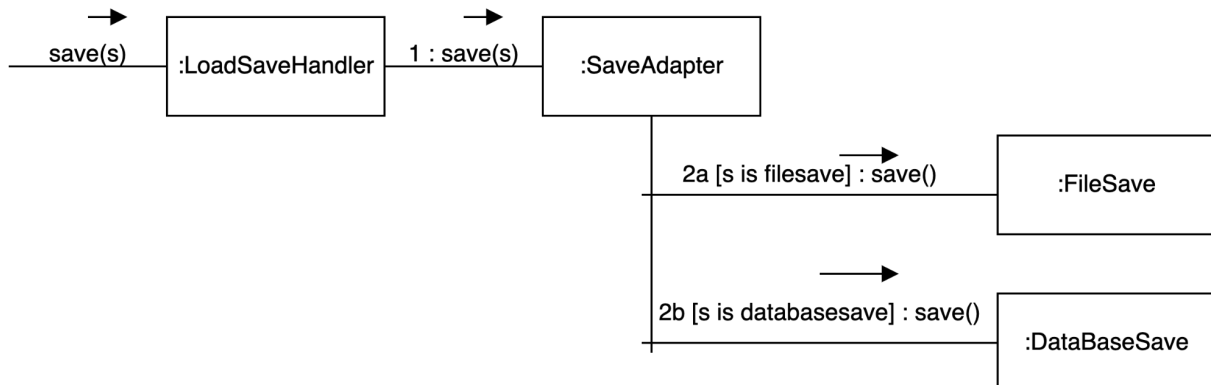 save(s)
:LoadSaveHandler
1 : save(s)
:SaveAdapter
2a [s is filesave] : save()
:FileSave
2b [s is databasesave] : save()
:DataBaseSave